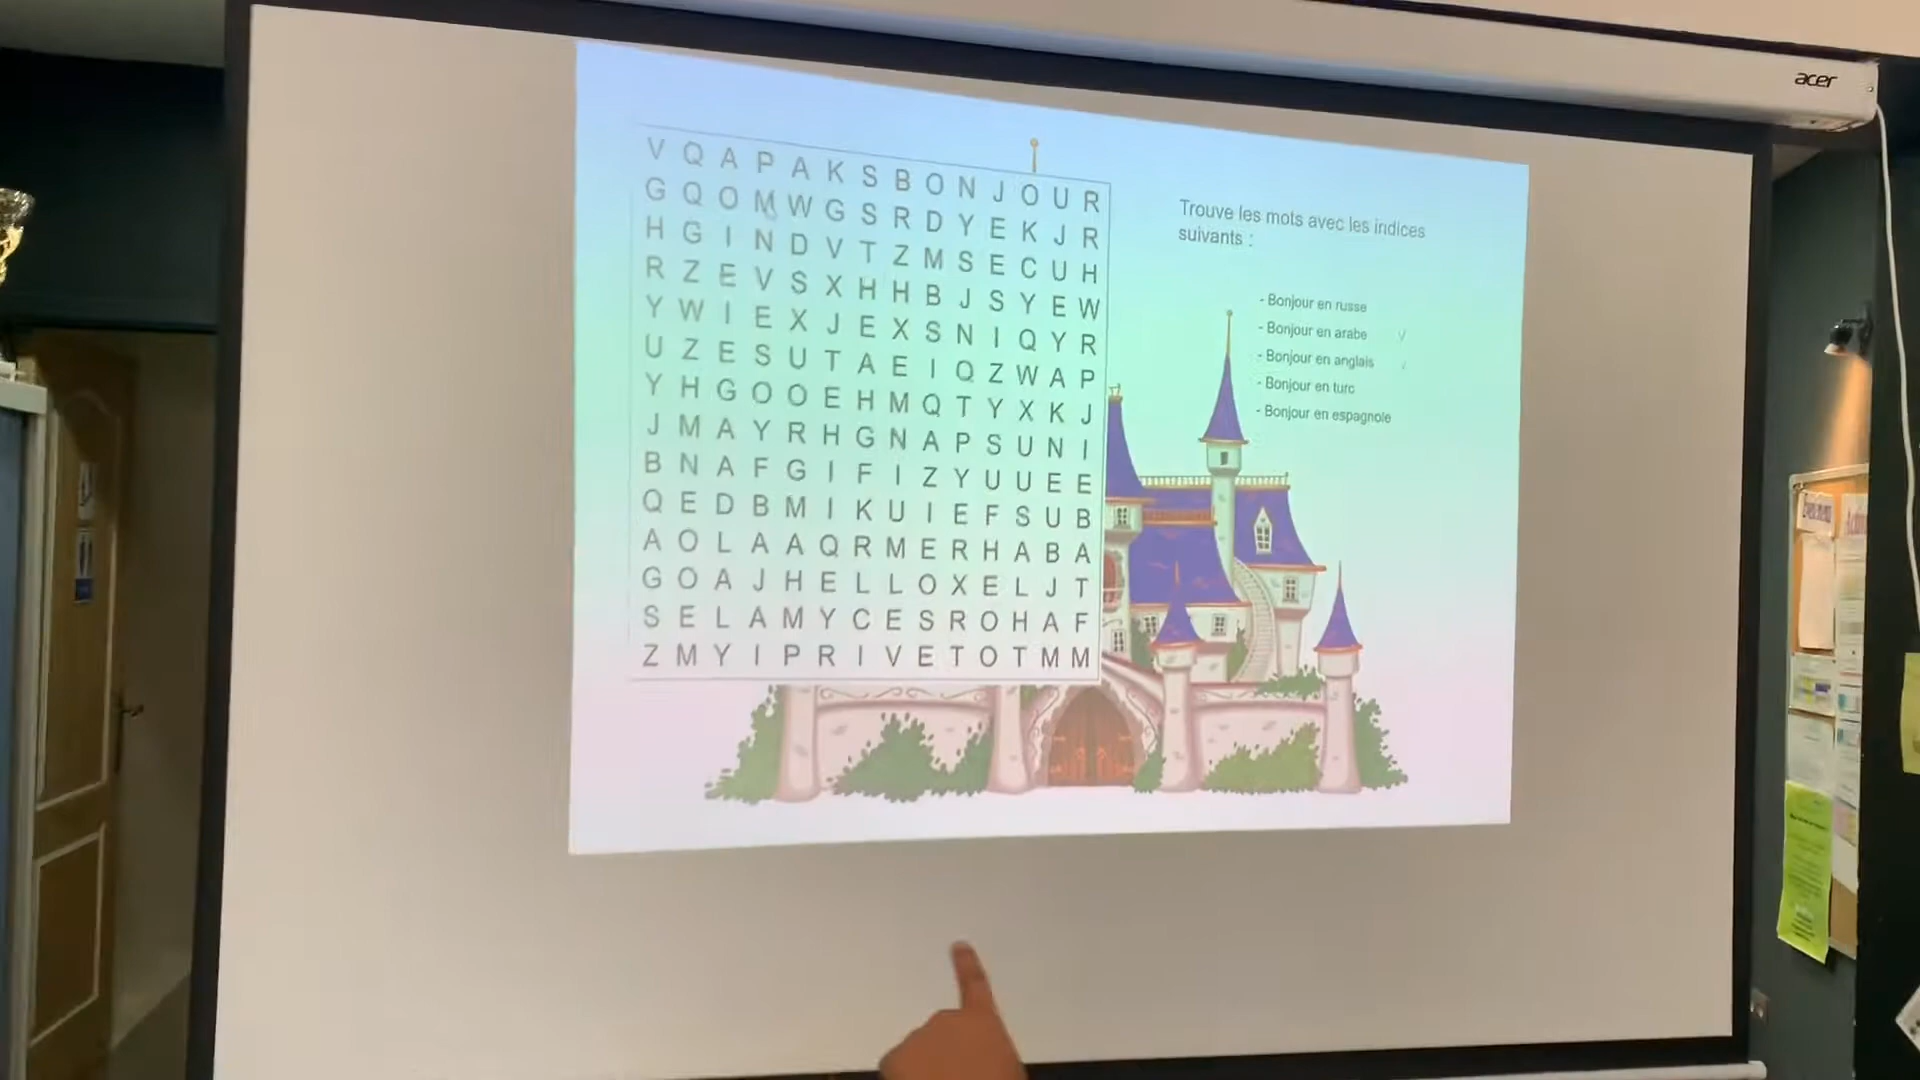 acer
V Q A P A K S B O N J O U R
G Q O M W G S R D Y E K J R
H G I N D V T Z M S E C U H
R Z E V S X H H B J S Y E W
Y W I E X J E X S N I Q Y R
U Z E S U T A E I Q Z W A P
Y H G O O E H M Q T Y X K J
J M A Y R H G N A P S U N I
B N A F G I F I Z Y U U E E
Q E D B M I K U I E F S U B
A O L A A Q R M E R H A B A
G O A J H E L L O X E L J T
S E L A M Y C E S R O H A F
Z M Y I P R I V E T O T M M
Trouve les mots avec les indices
suivants :
- Bonjour en russe
- Bonjour en arabe
- Bonjour en anglais
- Bonjour en turc
- Bonjour en espagnole